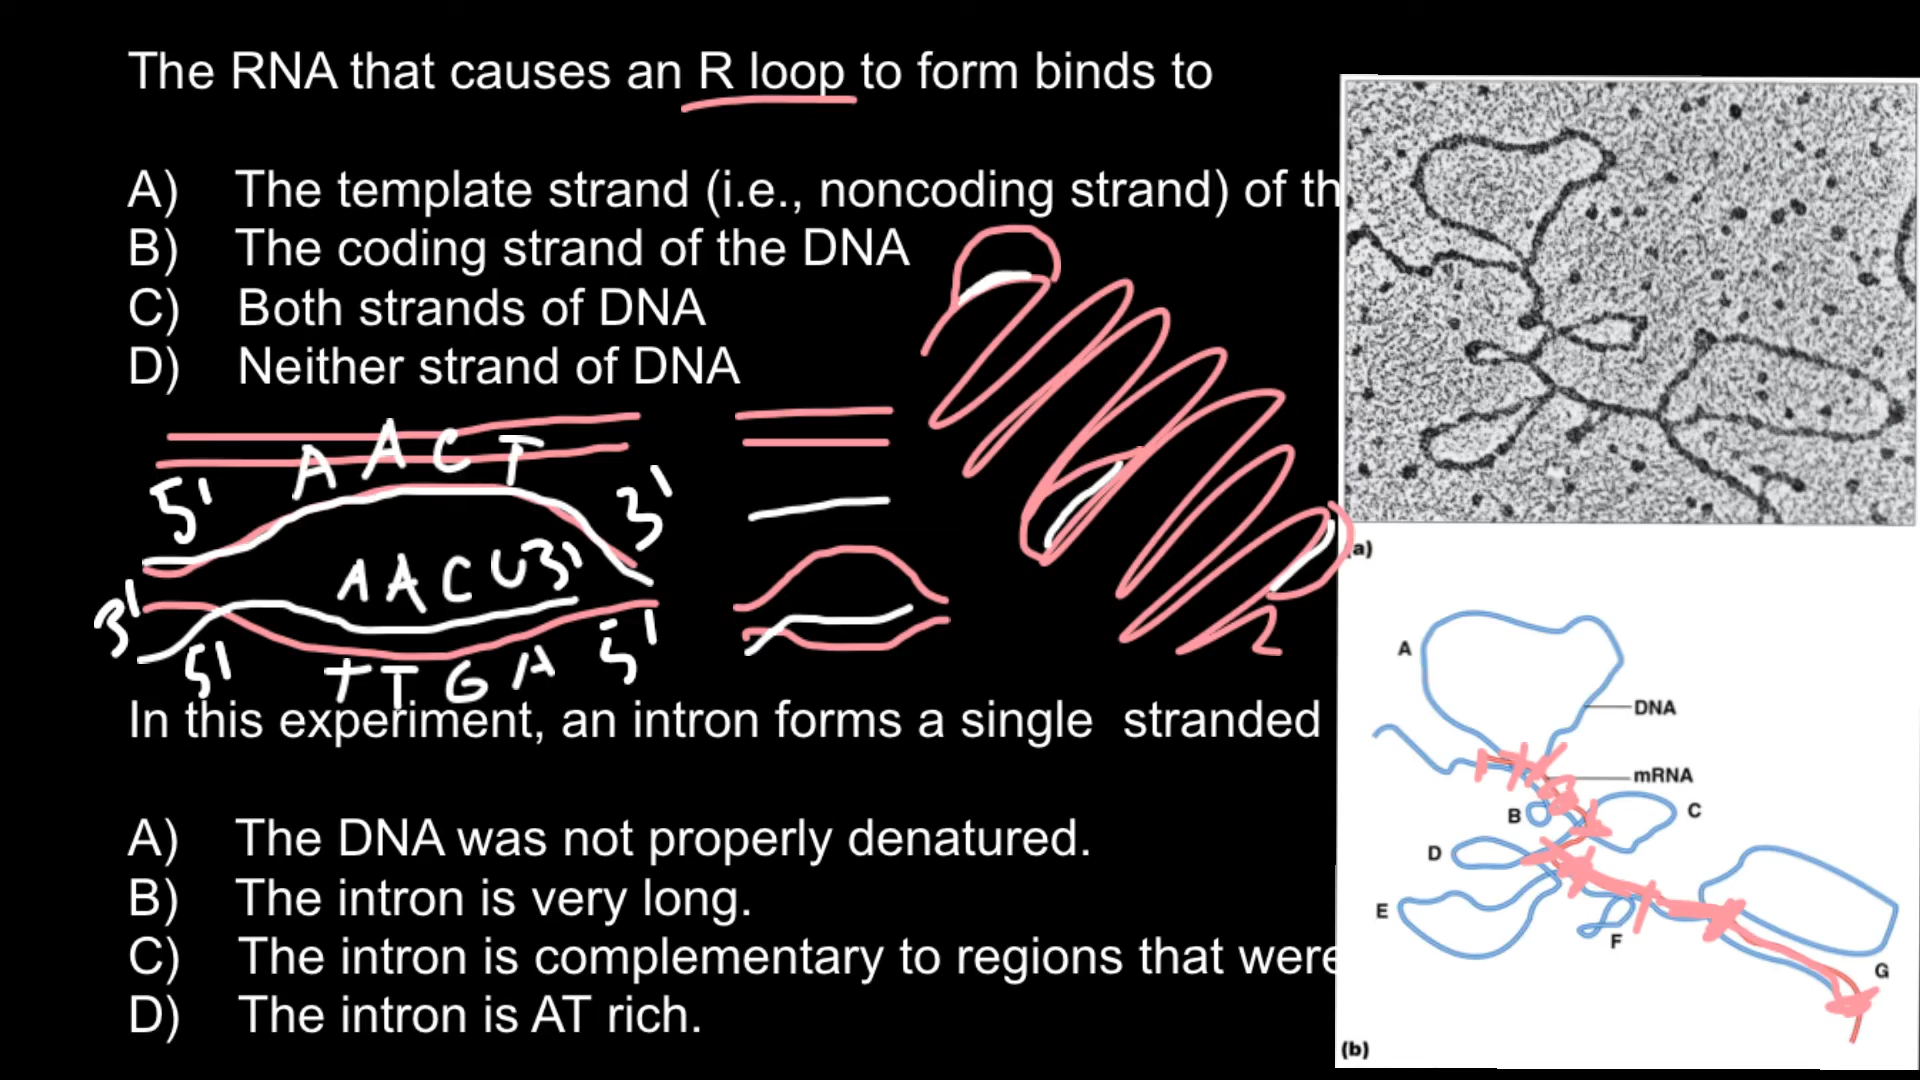 The RNA that causes an R loop to form binds to
A) The template strand (i.e., noncoding strand) of th
B) The coding strand of the DNA
C) Both strands of DNA
D) Neither strand of DNA
A A C T
5' 3'
A A C U 3'
3' 5' 5'
T T G A
In this experiment, an intron forms a single stranded
A) The DNA was not properly denatured.
B) The intron is very long.
C) The intron is complementary to regions that were
D) The intron is AT rich.
(a)
A
DNA
mRNA
B
C
D
E
F
G
(b)